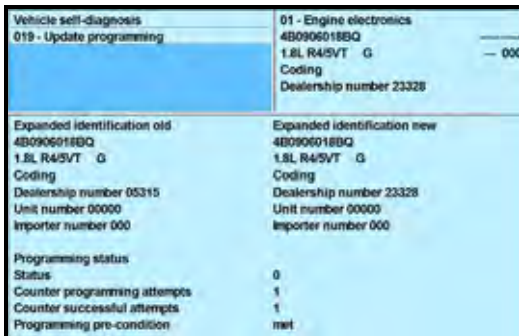 Vehicle self-diagnosis
019 - Update programming
01 - Engine electronics
4B0906018BQ
1.8L R4/5VT G — 000
Coding
Dealership number 23328
Expanded identification old
4B0906018BQ
1.8L R4/5VT G
Coding
Dealership number 05315
Unit number 00000
Importer number 000
Expanded identification new
4B0906018BQ
1.8L R4/5VT G
Coding
Dealership number 23328
Unit number 00000
Importer number 000
Programming status
Status 0
Counter programming attempts 1
Counter successful attempts 1
Programming pre-condition met